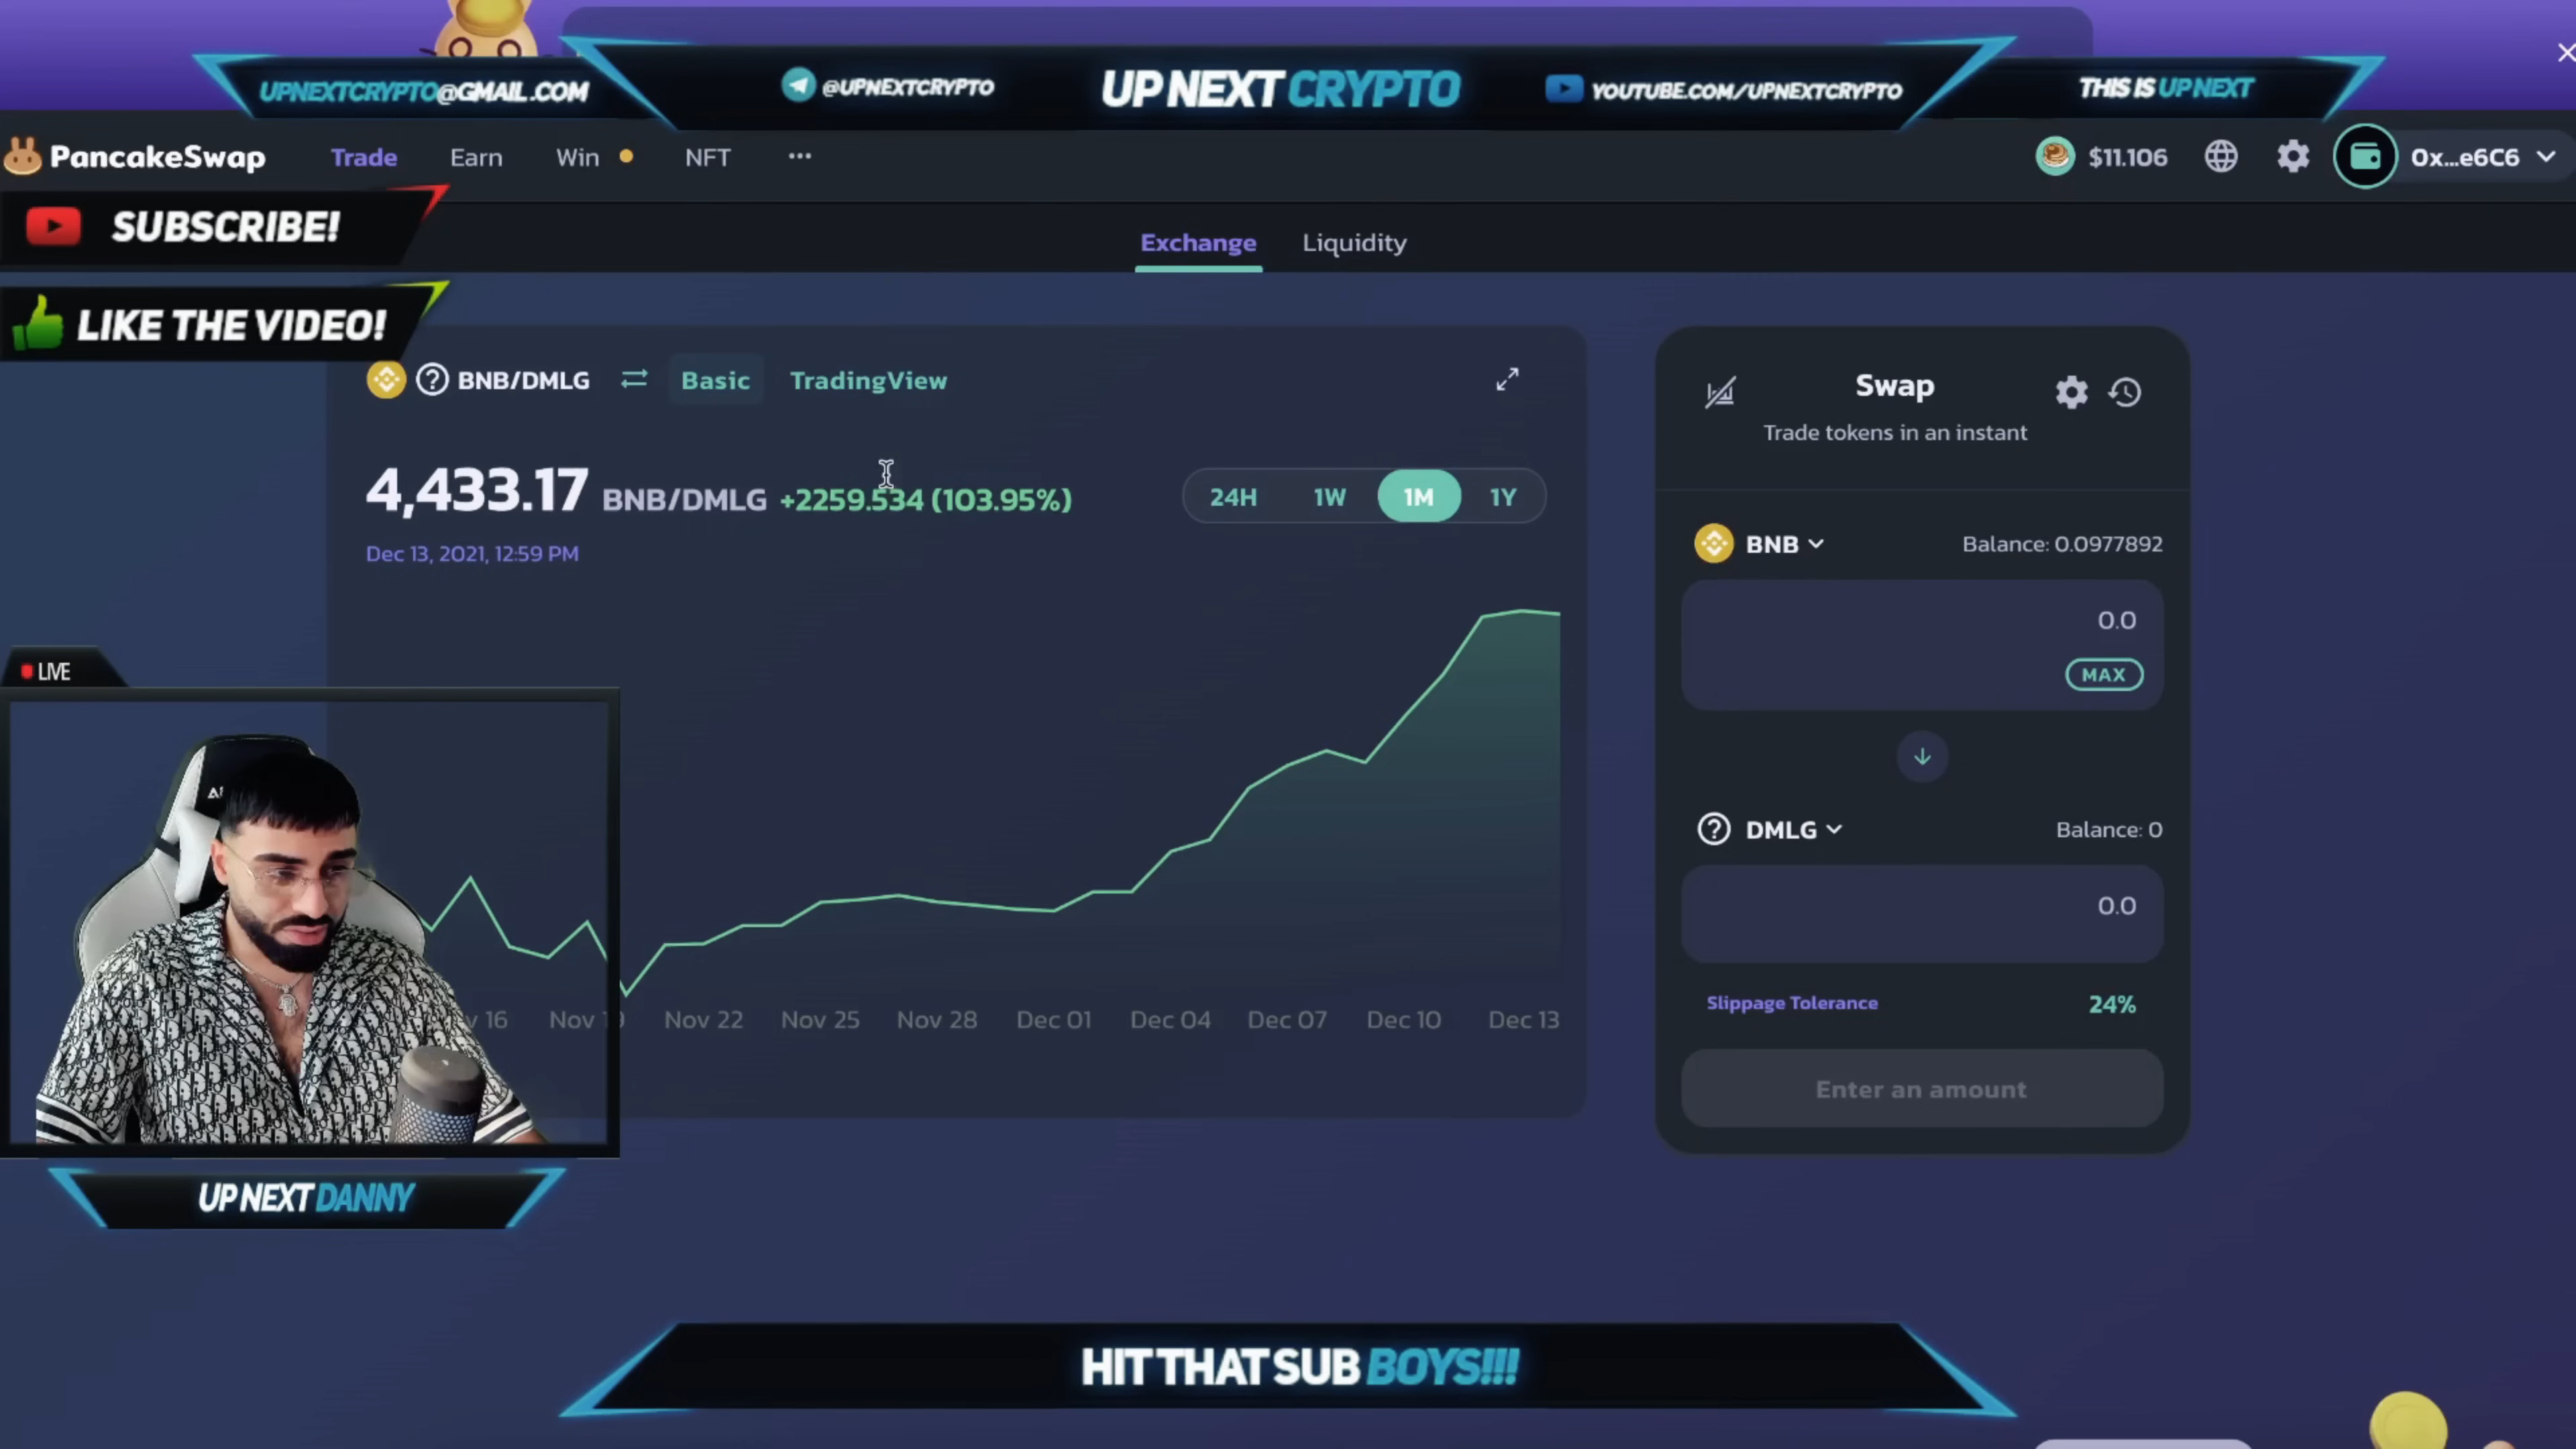 UPNEXTCRYPTO@GMAIL.COM
@UPNEXTCRYPTO
UP NEXT CRYPTO
YOUTUBE.COM/UPNEXTCRYPTO
THIS IS UP NEXT
PancakeSwap
Trade
Earn
Win
NFT
$11.106
0x...e6C6
SUBSCRIBE!
Exchange
Liquidity
LIKE THE VIDEO!
BNB/DMLG
Basic
TradingView
4,433.17 BNB/DMLG +2259.534 (103.95%)
24H
1W
1M
1Y
Dec 13, 2021, 12:59 PM
Swap
Trade tokens in an instant
BNB
Balance: 0.0977892
0.0
MAX
DMLG
Balance: 0
0.0
Slippage Tolerance
24%
Enter an amount
LIVE
16
Nov
Nov 22
Nov 25
Nov 28
Dec 01
Dec 04
Dec 07
Dec 10
Dec 13
UP NEXT DANNY
HIT THAT SUB BOYS!!!